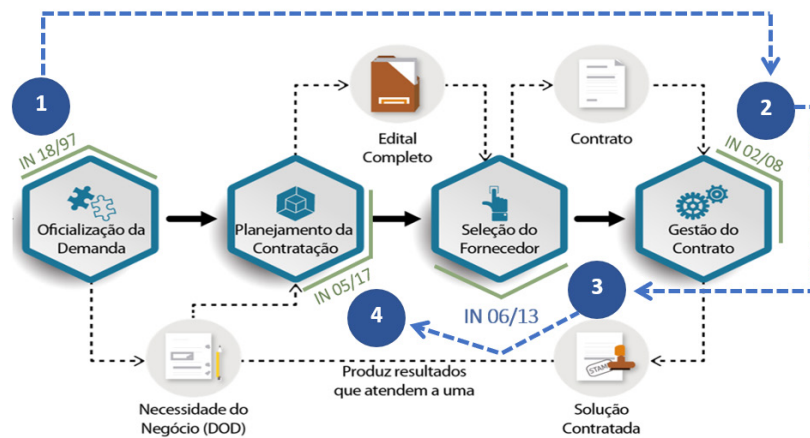 1
2
IN 18/97
Edital
Completo
Contrato
IN 02/08
Oficialização da
Demanda
Planejamento da
Contratação
Seleção do
Fornecedor
Gestão do
Contrato
IN 05/17
4
IN 06/13
3
Produz resultados
que atendem a uma
STAMP
Necessidade do
Negócio (DOD)
Solução
Contratada